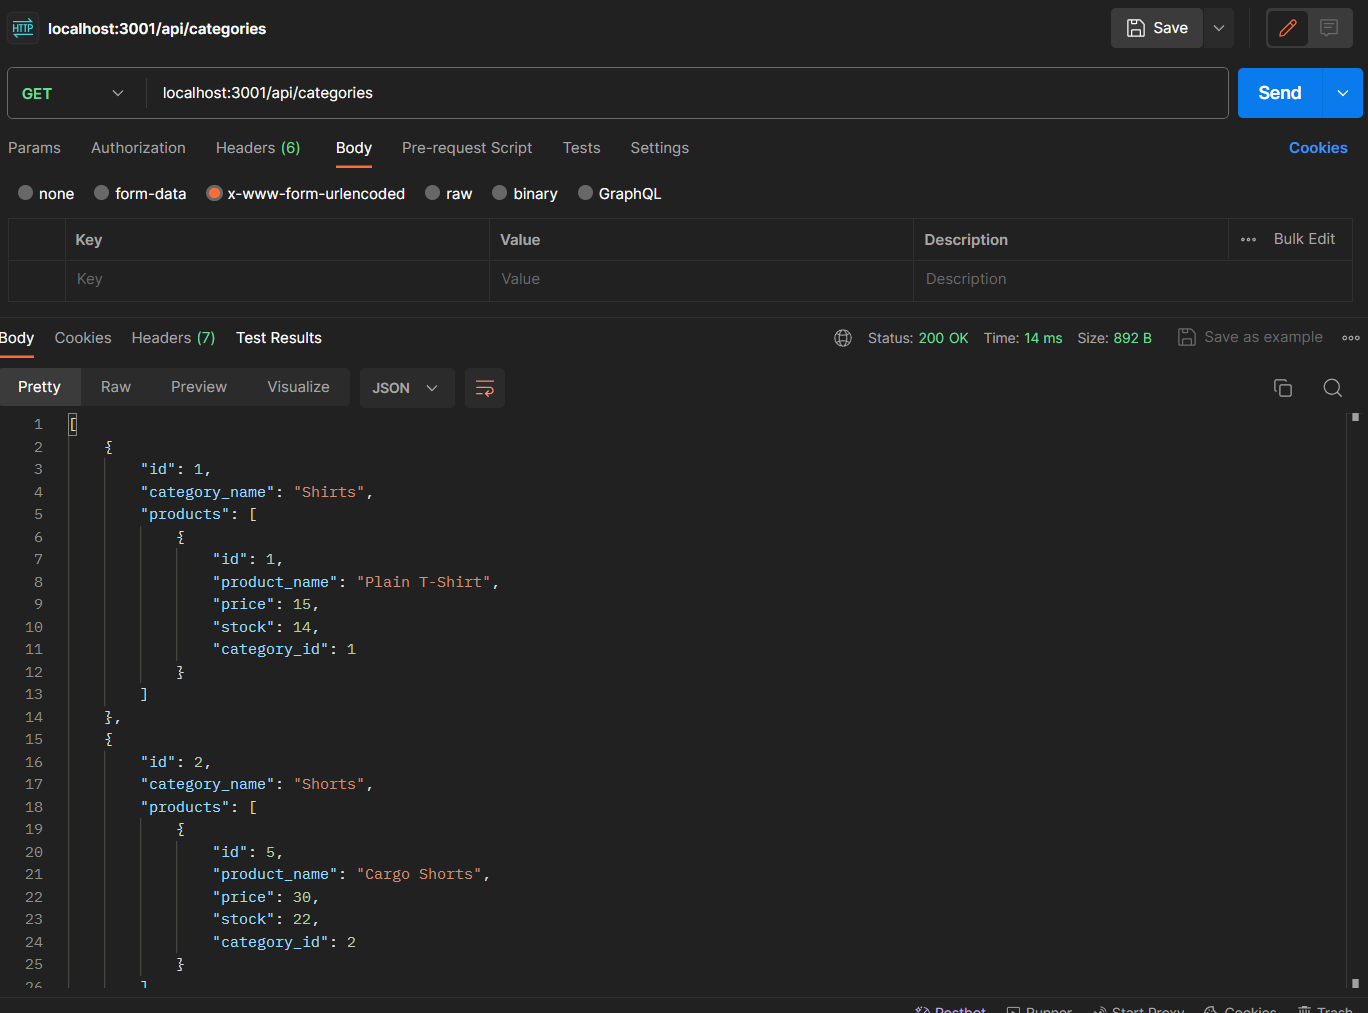 HTTP localhost:3001/api/categories Save
GET localhost:3001/api/categories Send
Params Authorization Headers (6) Body Pre-request Script Tests Settings Cookies
none form-data x-www-form-urlencoded raw binary GraphQL
Key Value Description Bulk Edit
Key Value Description
Body Cookies Headers (7) Test Results Status: 200 OK Time: 14 ms Size: 892 B Save as example
Pretty Raw Preview Visualize JSON
1 [
2 {
3 "id": 1,
4 "category_name": "Shirts",
5 "products": [
6 {
7 "id": 1,
8 "product_name": "Plain T-Shirt",
9 "price": 15,
10 "stock": 14,
11 "category_id": 1
12 }
13 ]
14 },
15 {
16 "id": 2,
17 "category_name": "Shorts",
18 "products": [
19 {
20 "id": 5,
21 "product_name": "Cargo Shorts",
22 "price": 30,
23 "stock": 22,
24 "category_id": 2
25 }
26 ]
Postbot Runner Start Proxy Cookies Trash